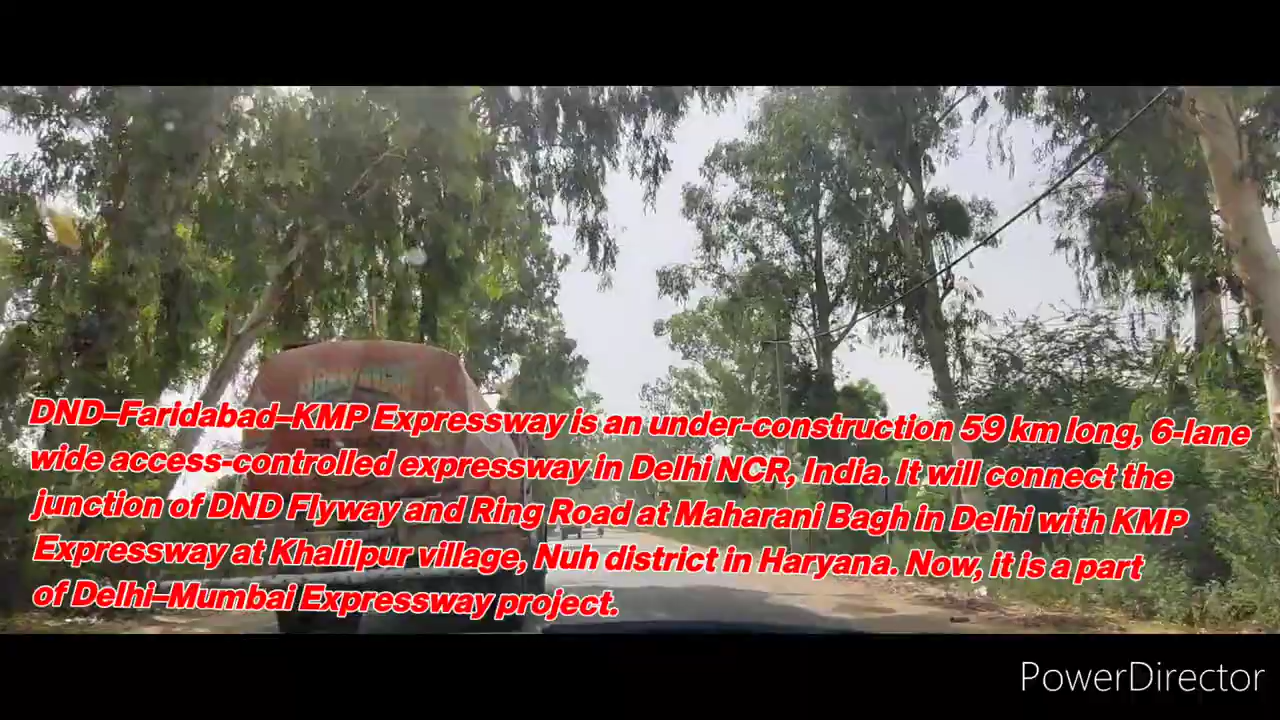 DND–Faridabad–KMP Expressway is an under-construction 59 km long, 6-lane
wide access-controlled expressway in Delhi NCR, India. It will connect the
junction of DND Flyway and Ring Road at Maharani Bagh in Delhi with KMP
Expressway at Khalilpur village, Nuh district in Haryana. Now, it is a part
of Delhi–Mumbai Expressway project.
PowerDirector